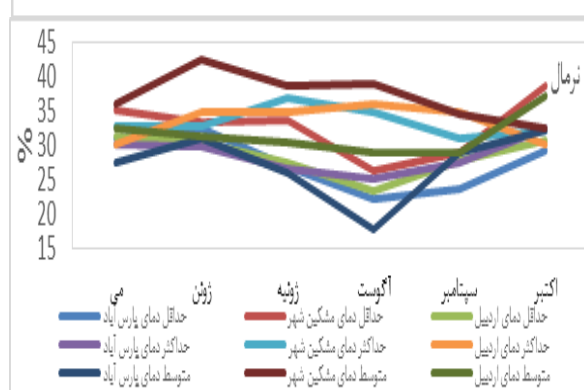 45
40
35
30
25
20
15
%
نرمال
می ژوئن ژوئیه آگوست سپتامبر اکتبر
حداقل دمای پارس آباد حداقل دمای مشکین شهر حداقل دمای اردبیل
حداکثر دمای پارس آباد حداکثر دمای مشکین شهر حداکثر دمای اردبیل
متوسط دمای پارس آباد متوسط دمای مشکین شهر متوسط دمای اردبیل